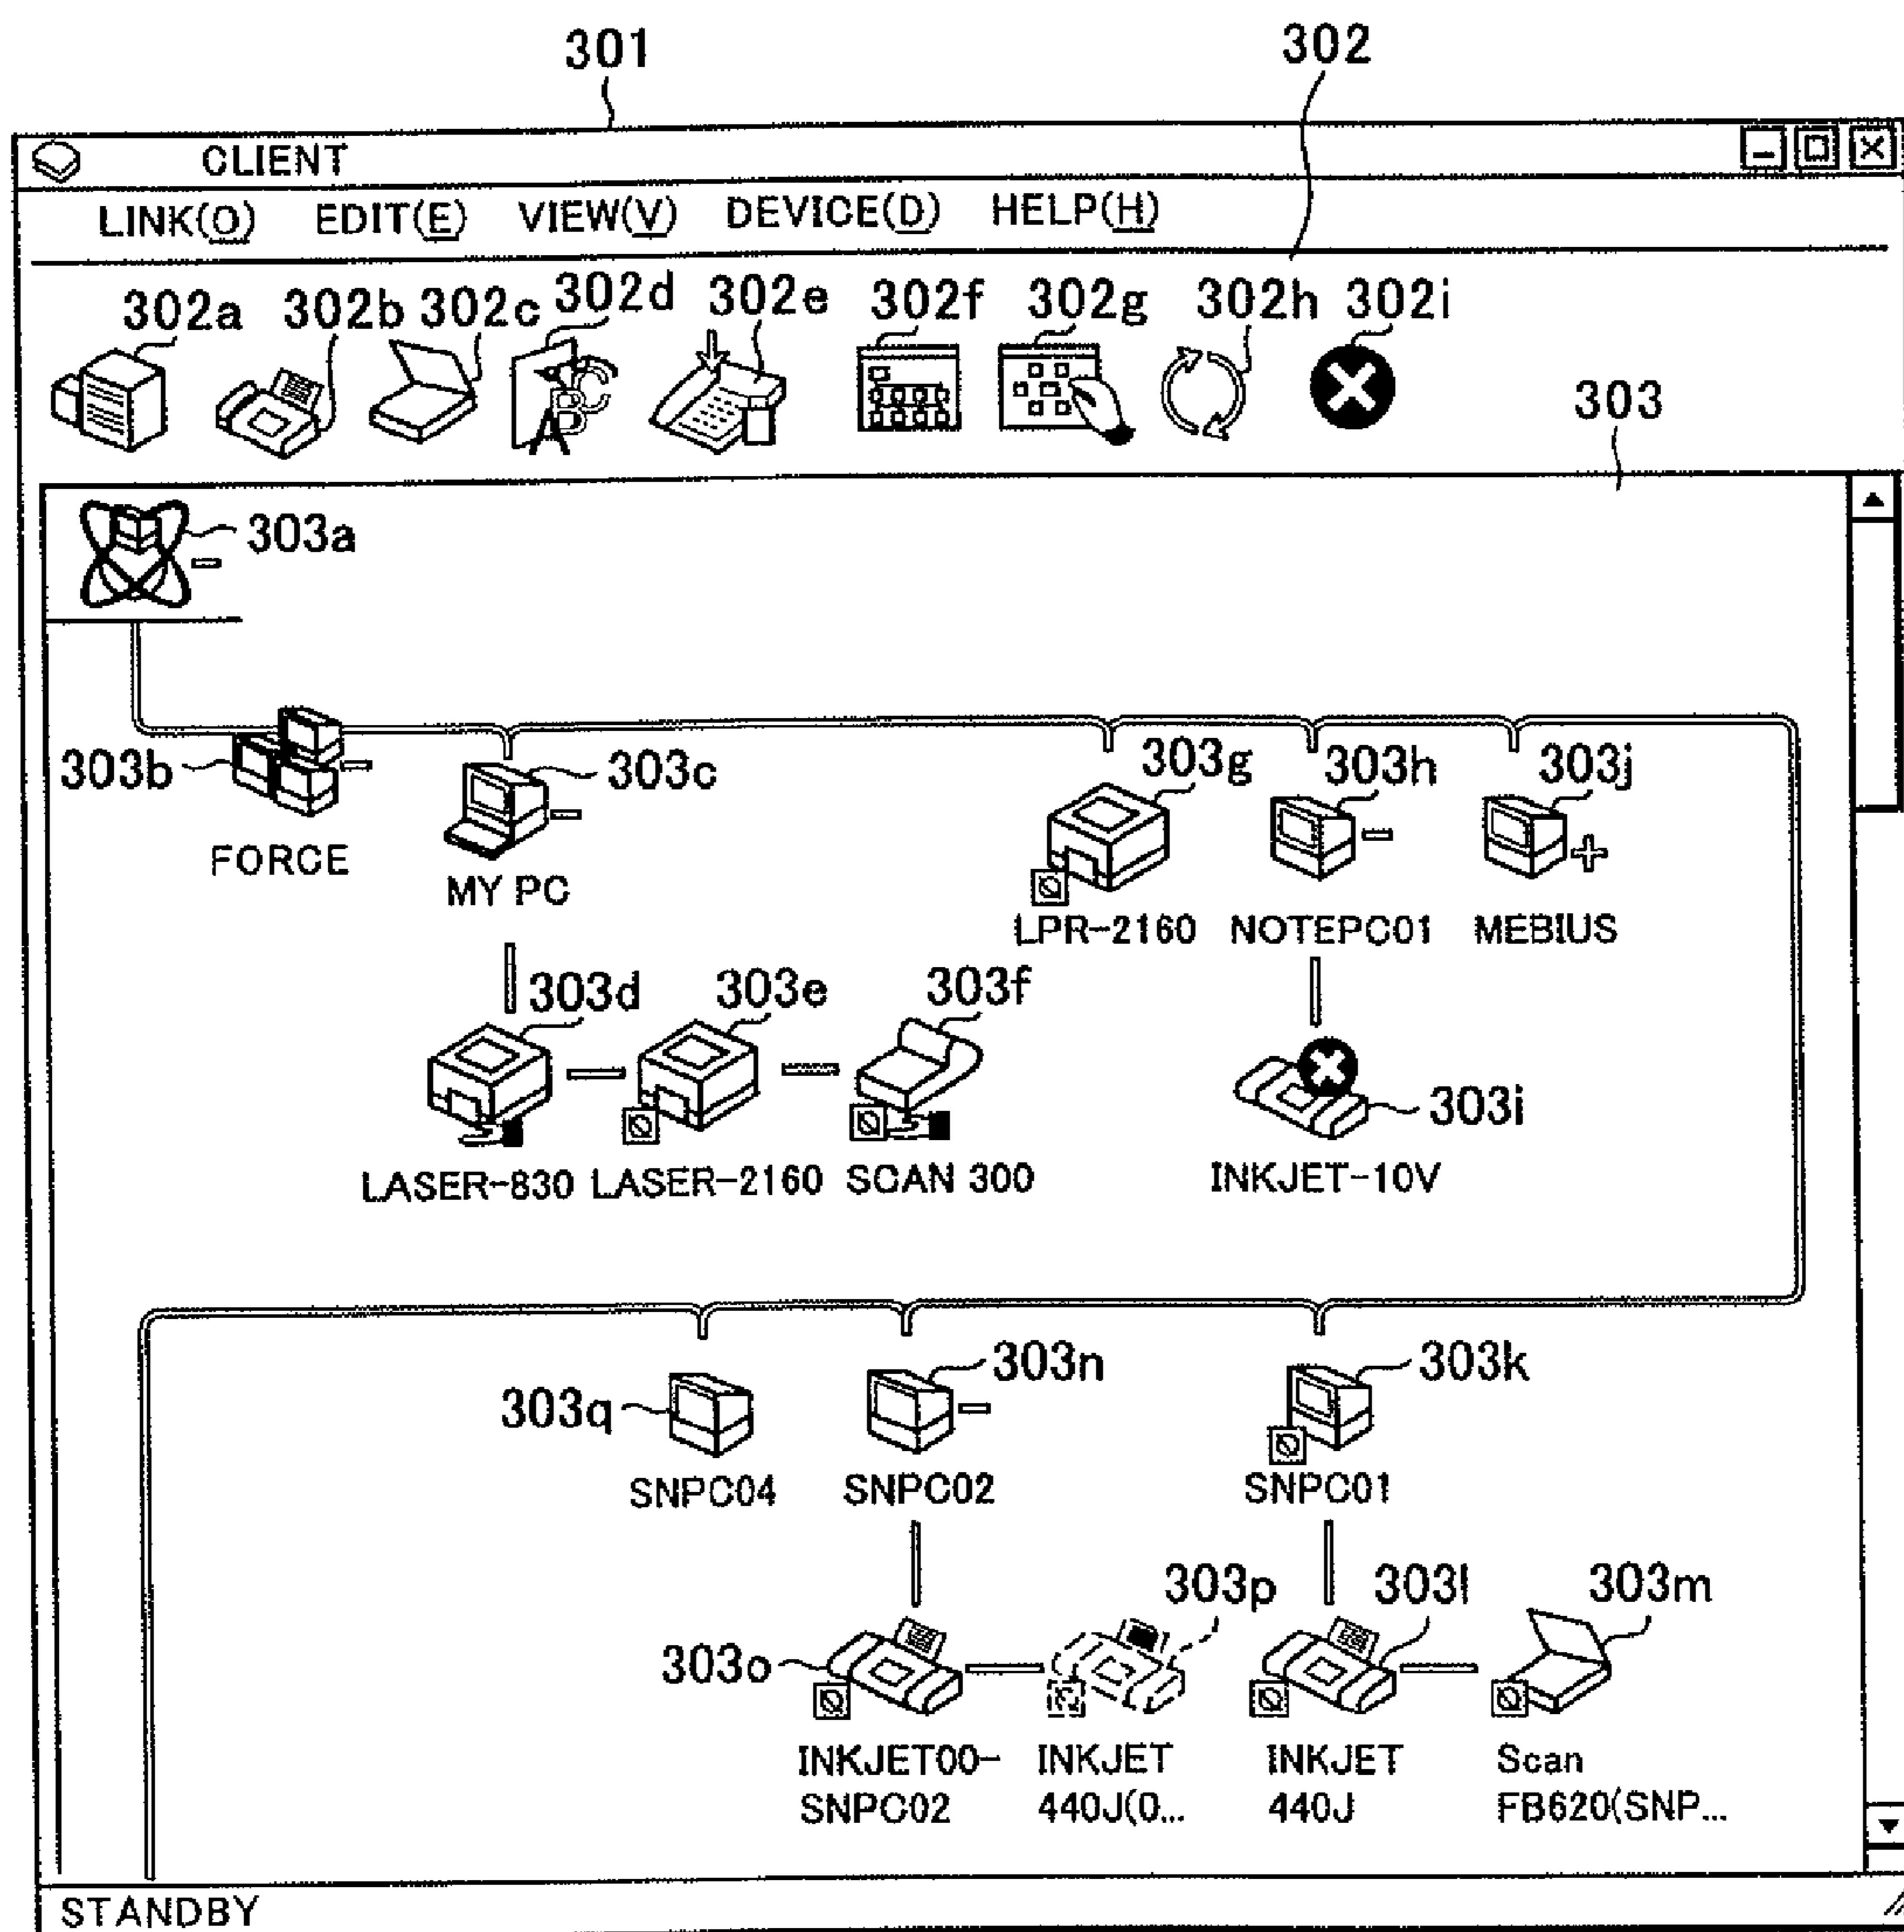 301
302
CLIENT
LINK(O) EDIT(E) VIEW(V) DEVICE(D) HELP(H)
302a 302b 302c 302d 302e 302f 302g 302h 302i
303
303a
303b 303c 303g 303h 303j
FORCE
MY PC
LPR-2160 NOTEPC01 MEBIUS
303d 303e 303f
303i
LASER-830 LASER-2160 SCAN 300 INKJET-10V
303n 303k
303q
SNPC04 SNPC02 SNPC01
303p 303l 303m
303o
INKJET00- INKJET INKJET Scan
SNPC02 440J(0... 440J FB620(SNP...
STANDBY